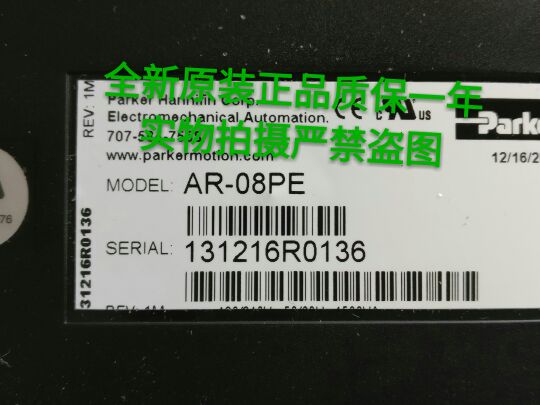 全新原装正品质保一年
Parker Hannifin Corp.
Electromechanical Automation.
实物拍摄严禁盗图
www.parkermotion.com
CE
US
Parker
12/16/2
MODEL: AR-08PE
SERIAL: 131216R0136
REV: 1M
31216R0136
76